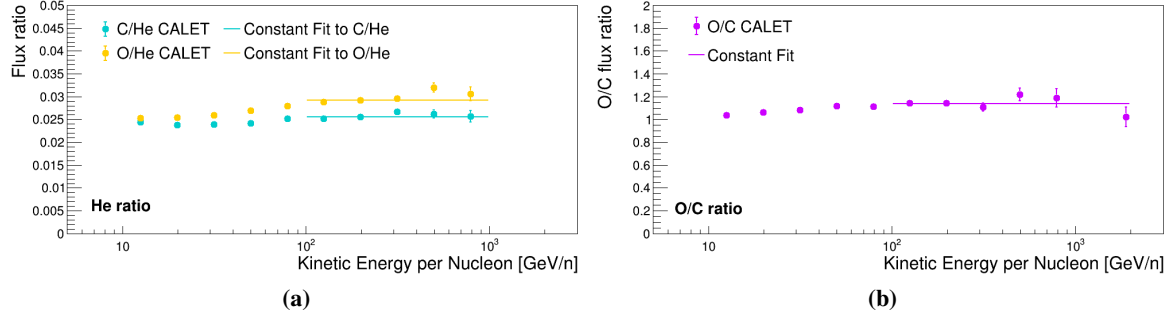 Flux ratio
0.05
0.045
0.04
0.035
0.03
0.025
0.02
0.015
0.01
0.005
0
C/He CALET
Constant Fit to C/He
O/He CALET
Constant Fit to O/He
He ratio
10
10²
10³
Kinetic Energy per Nucleon [GeV/n]
(a)
O/C flux ratio
2
1.8
1.6
1.4
1.2
1
0.8
0.6
0.4
0.2
0
O/C CALET
Constant Fit
O/C ratio
10
10²
10³
Kinetic Energy per Nucleon [GeV/n]
(b)